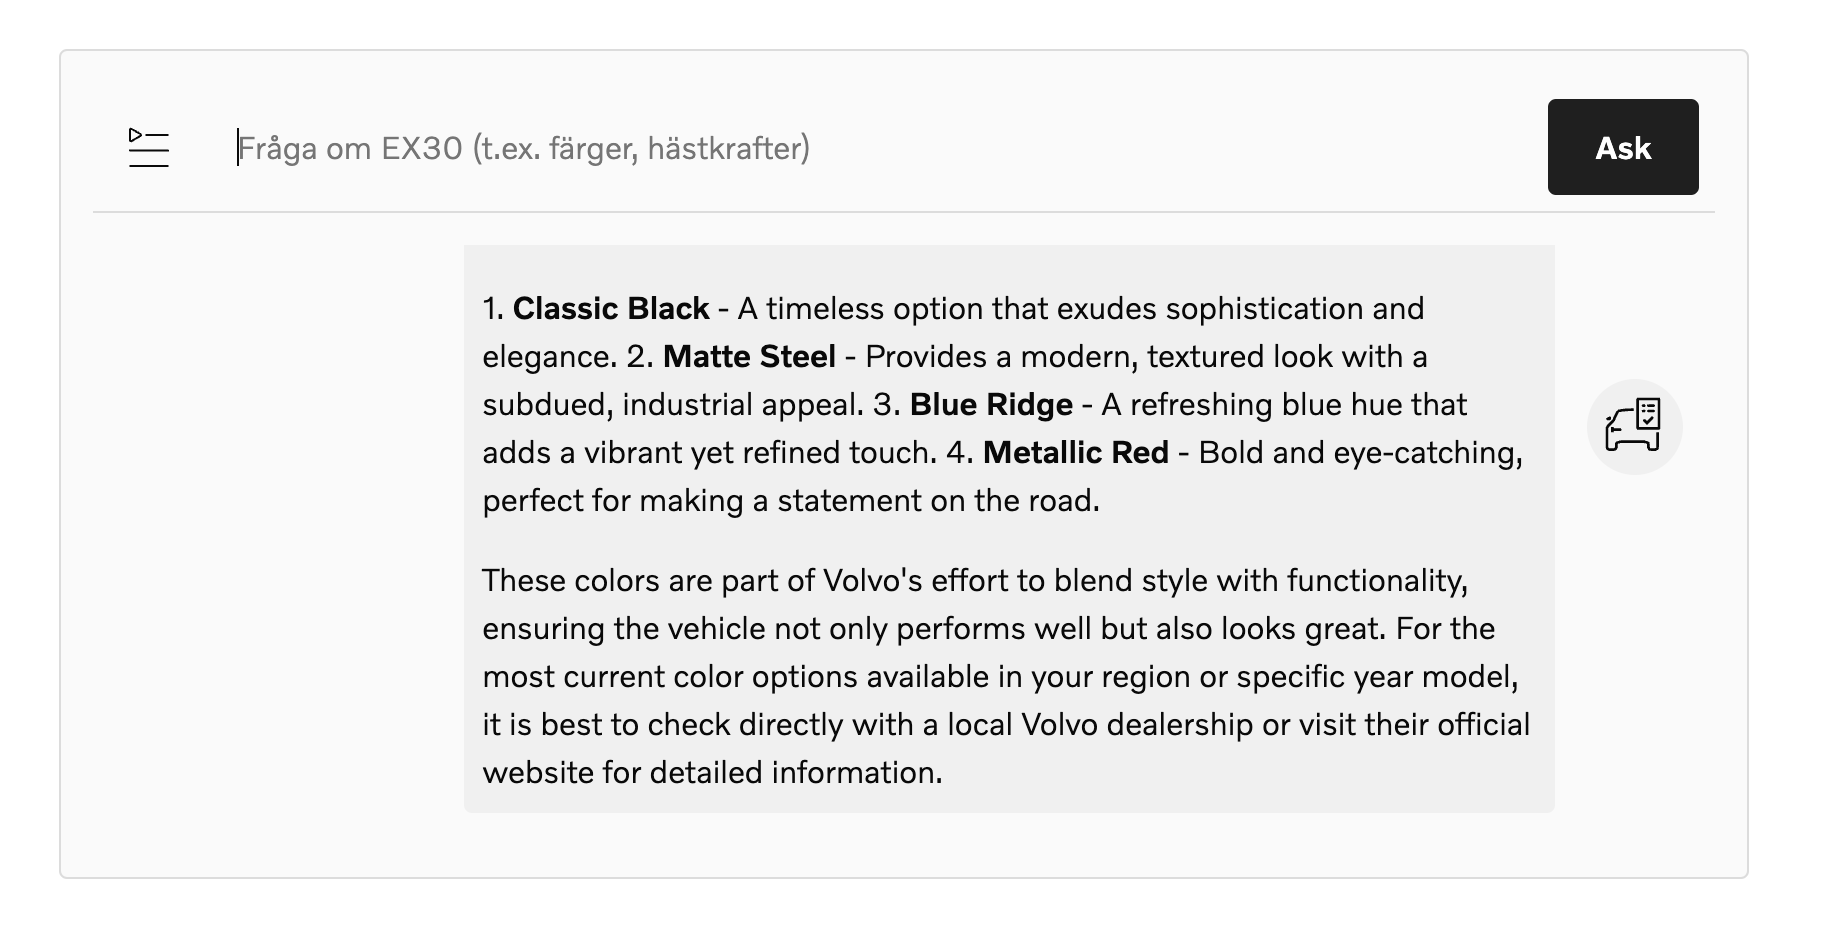 Fråga om EX30 (t.ex. färger, hästkrafter)
Ask
1. Classic Black - A timeless option that exudes sophistication and
elegance. 2. Matte Steel - Provides a modern, textured look with a
subdued, industrial appeal. 3. Blue Ridge - A refreshing blue hue that
adds a vibrant yet refined touch. 4. Metallic Red - Bold and eye-catching,
perfect for making a statement on the road.
These colors are part of Volvo's effort to blend style with functionality,
ensuring the vehicle not only performs well but also looks great. For the
most current color options available in your region or specific year model,
it is best to check directly with a local Volvo dealership or visit their official
website for detailed information.